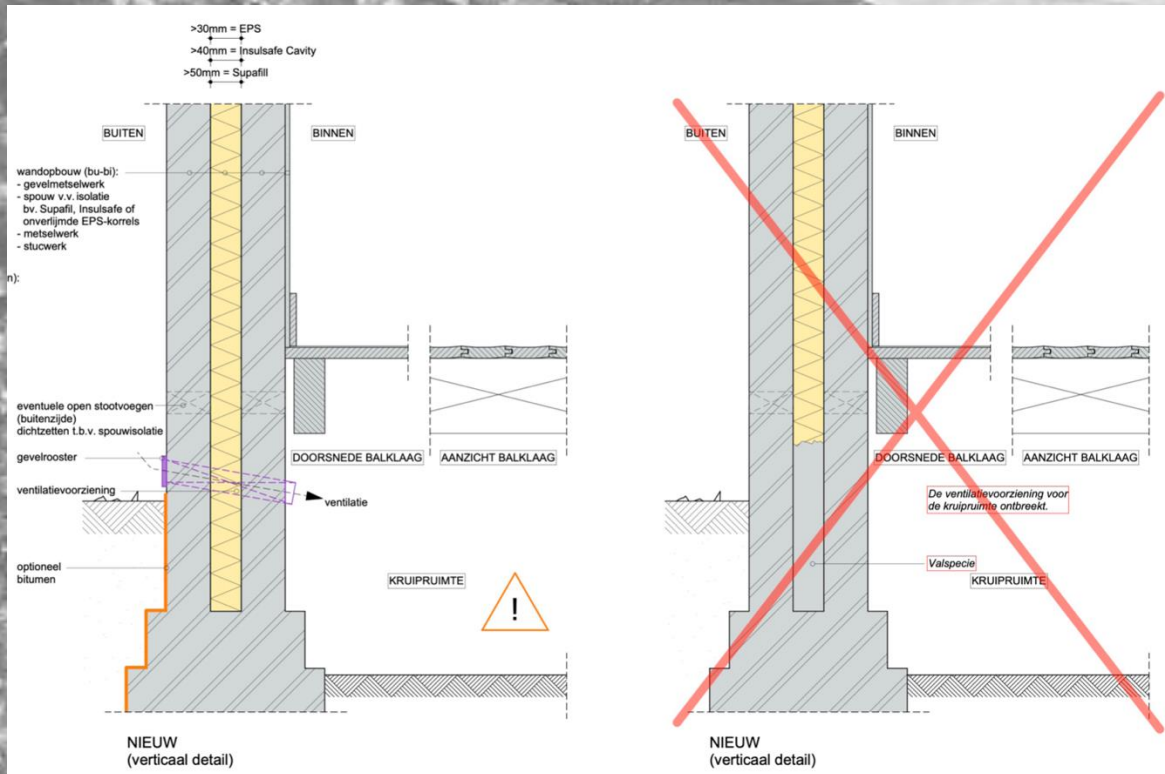 >30mm = EPS
>40mm = Insulsafe Cavity
>50mm = Supafill
BUITEN
BINNEN
wandopbouw (bu-bi):
- gevelmetselwerk
- spouw v.v. isolatie
bv. Supafil, Insulsafe of
onverlijmde EPS-korrels
- metselwerk
- stucwerk
n):
eventuele open stootvoegen
(buitenzijde)
dichtzetten t.b.v. spouwisolatie
gevelrooster
DOORSNEDE BALKLAAG
AANZICHT BALKLAAG
ventilatievoorziening
ventilatie
optioneel
bitumen
KRUIPRUIMTE
!
NIEUW
(verticaal detail)
BUITEN
BINNEN
DOORSNEDE BALKLAAG
AANZICHT BALKLAAG
De ventilatievoorziening voor
de kruipruimte ontbreekt.
Valspecie
KRUIPRUIMTE
NIEUW
(verticaal detail)